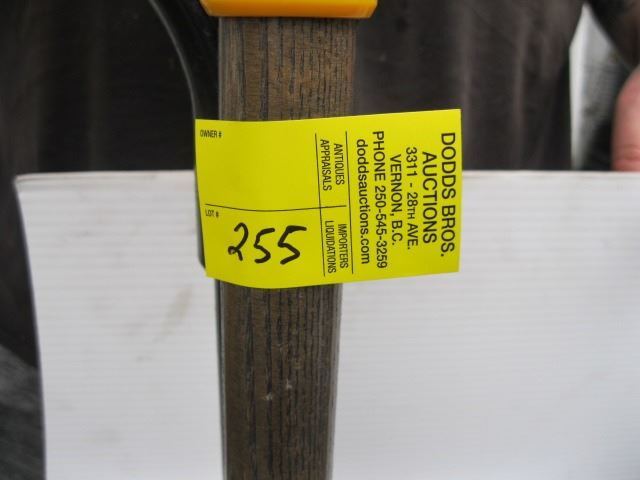 OWNER #
LOT #
255
ANTIQUES
APPRAISALS
IMPORTERS
LIQUIDATIONS
DODDS BROS.
AUCTIONS
3311 - 28TH AVE.
VERNON, B.C.
PHONE 250-545-3259
doddsauctions.com